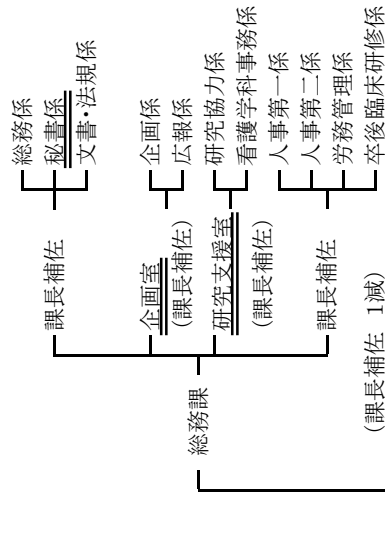 総務課
課長補佐
総務係
秘書係
文書・法規係
企画室
(課長補佐)
企画係
広報係
研究支援室
(課長補佐)
研究協力係
看護学科事務係
課長補佐
人事第一係
人事第二係
労務管理係
卒後臨床研修係
(課長補佐 1減)